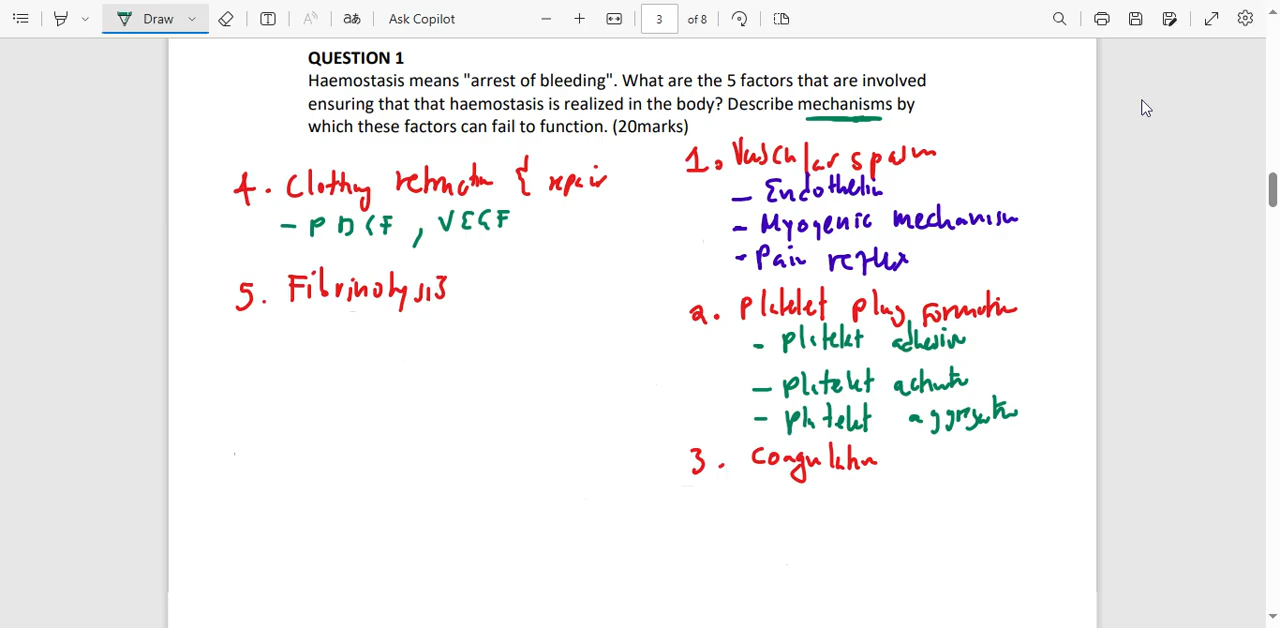 Draw
Ask Copilot
3 of 8
QUESTION 1
Haemostasis means "arrest of bleeding". What are the 5 factors that are involved
ensuring that that haemostasis is realized in the body? Describe mechanisms by
which these factors can fail to function. (20marks)
1. Vascular spasm
- Endothelin
- Myogenic mechanism
- Pain reflex
2. Platelet plug formation
- platelet adhesion
- platelet
- platelet aggregation
3. Coagulation
4. Clotting retraction & repair
- PDGF, VEGF
5. Fibrinolysis